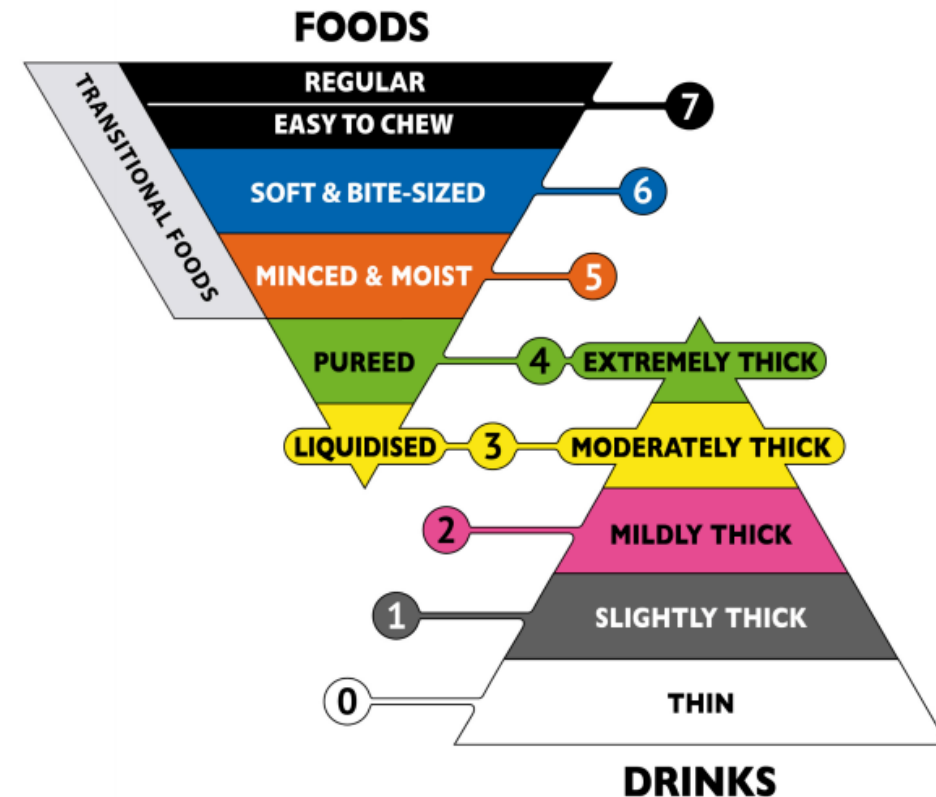 FOODS
TRANSITIONAL FOODS
REGULAR
7
EASY TO CHEW
SOFT & BITE-SIZED
6
MINCED & MOIST
5
PUREED
4
EXTREMELY THICK
LIQUIDISED
3
MODERATELY THICK
2
MILDLY THICK
1
SLIGHTLY THICK
0
THIN
DRINKS